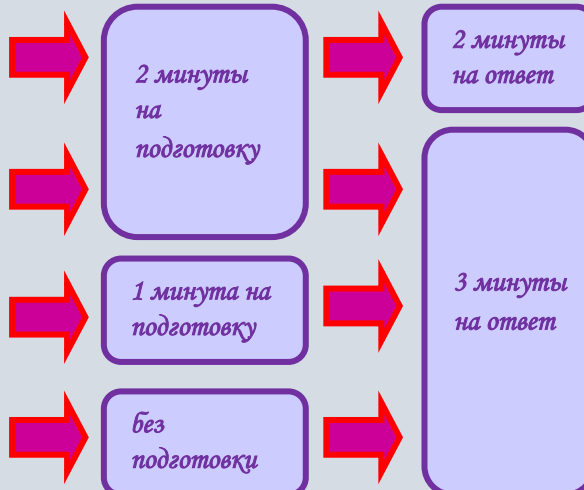 2 минуты
на
подготовку
2 минуты
на ответ
1 минута на
подготовку
3 минуты
на ответ
без
подготовки